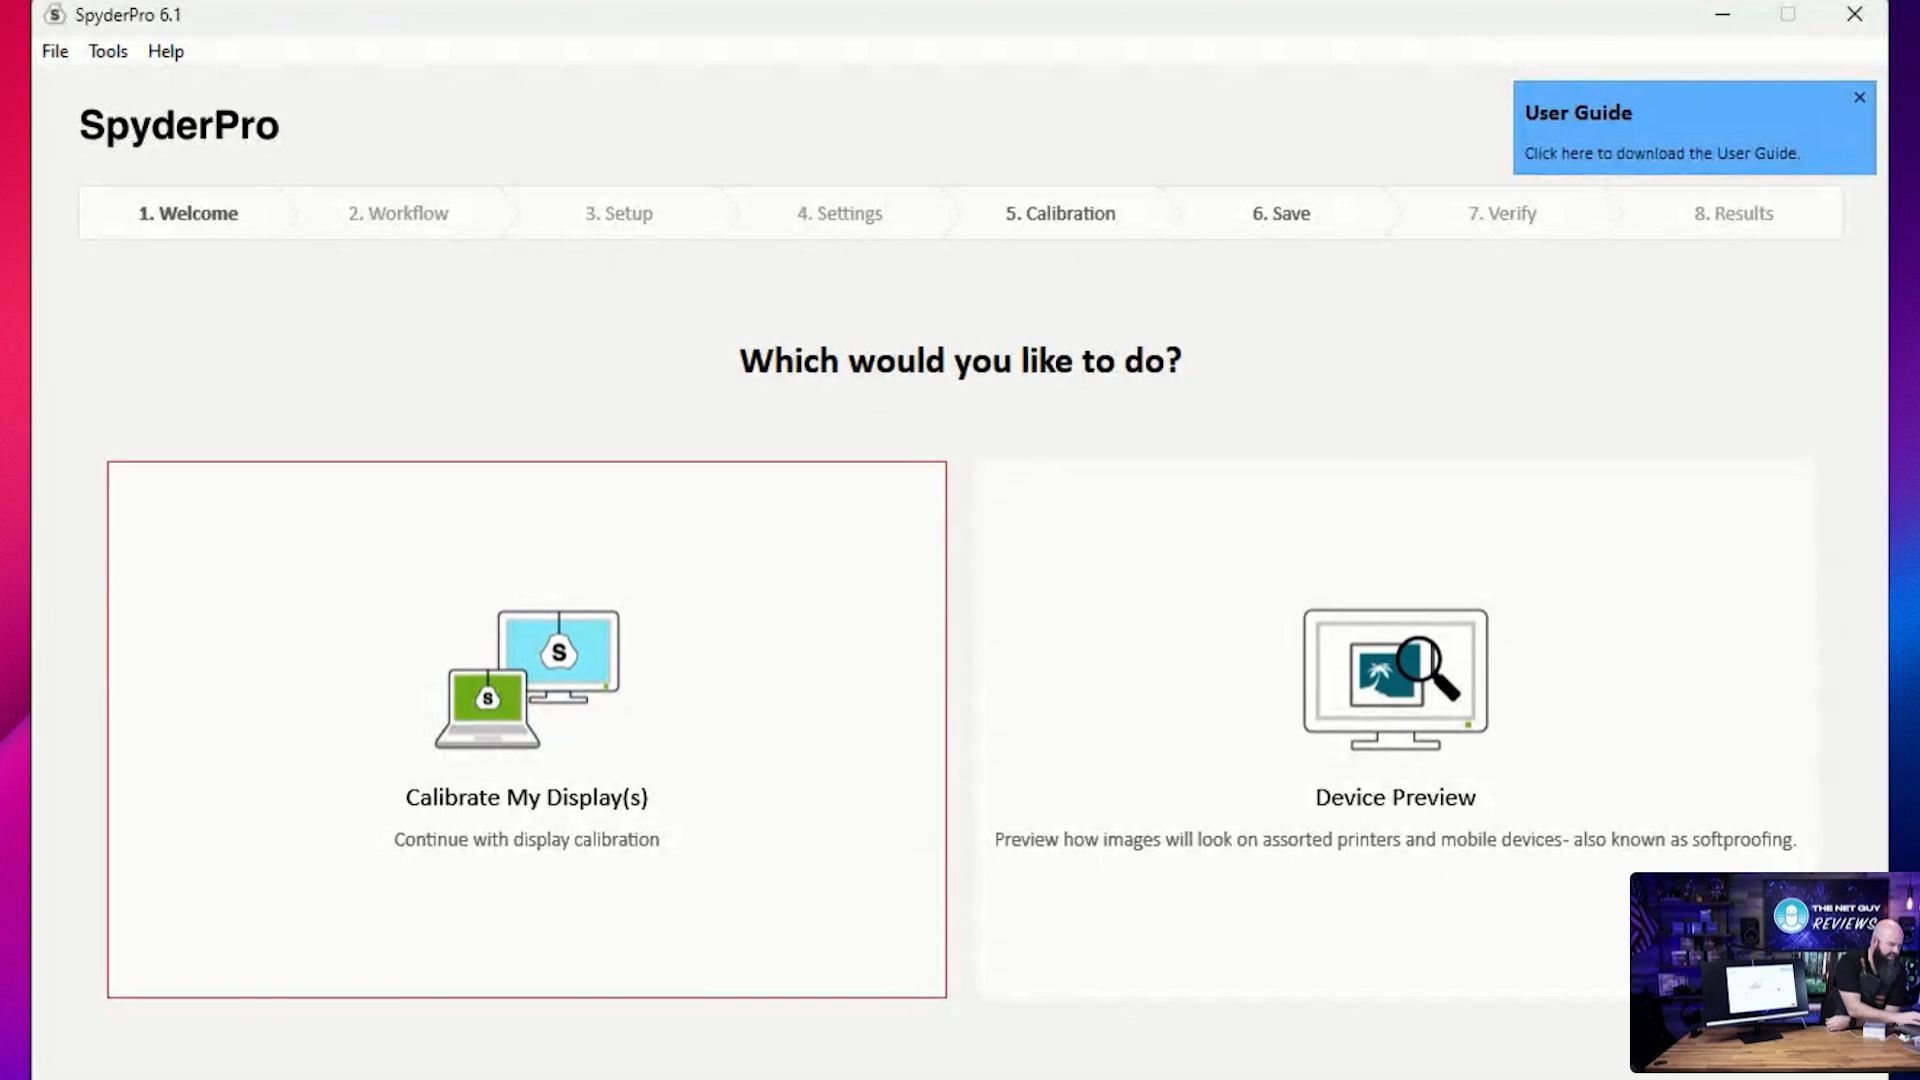 SpyderPro 6.1
File Tools Help
SpyderPro
User Guide
Click here to download the User Guide.
1. Welcome 2. Workflow 3. Setup 4. Settings 5. Calibration 6. Save 7. Verify 8. Results
Which would you like to do?
S
S
Calibrate My Display(s)
Continue with display calibration
Device Preview
Preview how images will look on assorted printers and mobile devices- also known as softproofing.
THE NET GUY
REVIEWS